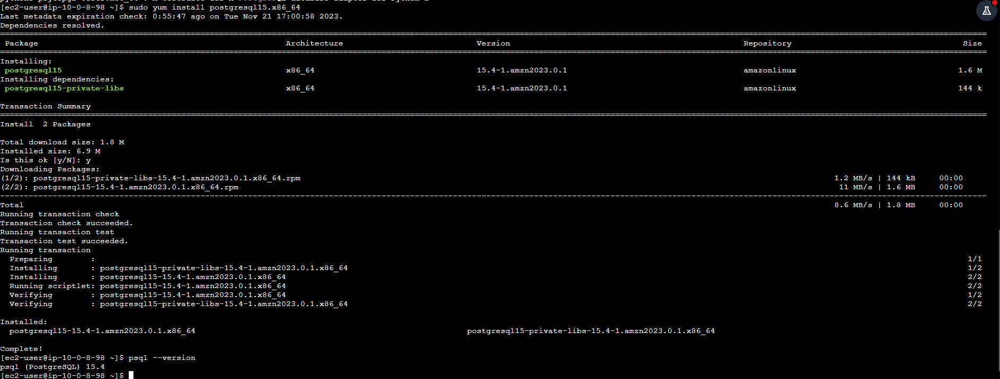 [ec2-user@ip-10-0-8-98 ~]$ sudo yum install postgresql15.x86_64
Last metadata expiration check: 0:55:47 ago on Tue Nov 21 17:00:58 2023.
Dependencies resolved.
Package Architecture Version Repository Size
Installing:
postgresql15 x86_64 15.4-1.amzn2023.0.1 amazonlinux 1.6 M
Installing dependencies:
postgresql15-private-libs x86_64 15.4-1.amzn2023.0.1 amazonlinux 144 k
Transaction Summary
Install 2 Packages
Total download size: 1.8 M
Installed size: 6.9 M
Is this ok [y/N]: y
Downloading Packages:
(1/2): postgresql15-private-libs-15.4-1.amzn2023.0.1.x86_64.rpm 1.2 MB/s | 144 kB 00:00
(2/2): postgresql15-15.4-1.amzn2023.0.1.x86_64.rpm 11 MB/s | 1.6 MB 00:00
Total 8.6 MB/s | 1.8 MB 00:00
Running transaction check
Transaction check succeeded.
Running transaction test
Transaction test succeeded.
Running transaction
Preparing : 1/1
Installing : postgresql15-private-libs-15.4-1.amzn2023.0.1.x86_64 1/2
Installing : postgresql15-15.4-1.amzn2023.0.1.x86_64 2/2
Running scriptlet: postgresql15-15.4-1.amzn2023.0.1.x86_64 2/2
Verifying : postgresql15-15.4-1.amzn2023.0.1.x86_64 1/2
Verifying : postgresql15-private-libs-15.4-1.amzn2023.0.1.x86_64 2/2
Installed:
postgresql15-15.4-1.amzn2023.0.1.x86_64 postgresql15-private-libs-15.4-1.amzn2023.0.1.x86_64
Complete!
[ec2-user@ip-10-0-8-98 ~]$ psql --version
psql (PostgreSQL) 15.4
[ec2-user@ip-10-0-8-98 ~]$